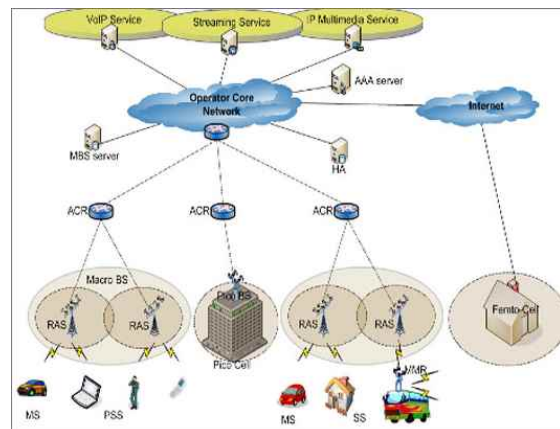 VoIP Service
Streaming Service
IP Multimedia Service
AAA server
Operator Core
Network
Internet
MBS server
HA
ACR
ACR
ACR
Macro BS
Pico BS
RAS
RAS
RAS
RAS
Femto-Cell
Pico Cell
MMR
MS
PSS
MS
SS